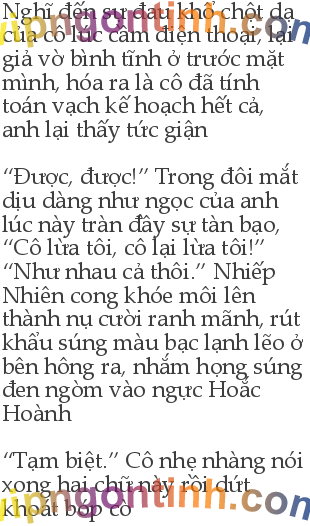 Nghĩ đến sự đau khổ chột dạ
của cô lúc cầm điện thoại, lại
giả vờ bình tĩnh ở trước mặt
mình, hóa ra là cô đã tính
toán vạch kế hoạch hết cả,
anh lại thấy tức giận
“Được, được!” Trong đôi mắt
dịu dàng như ngọc của anh
lúc này tràn đầy sự tàn bạo,
“Cô lừa tôi, cô lại lừa tôi!”
“Như nhau cả thôi.” Nhiếp
Nhiên cong khóe môi lên
thành nụ cười ranh mãnh, rút
khẩu súng màu bạc lạnh lẽo ở
bên hông ra, nhắm họng súng
đen ngòm vào ngực Hoắc
Hoành
“Tạm biệt.” Cô nhẹ nhàng nói
xong hai chữ này rồi dứt
khoát bóp cò
vipngontinh.com
vipngontinh.com